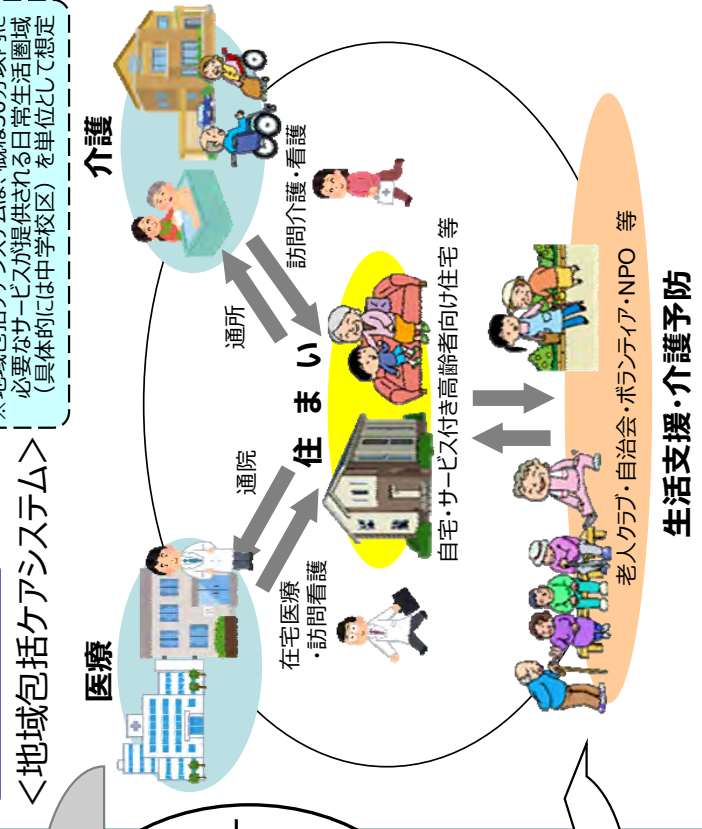 <地域包括ケアシステム>
必要なサービスが提供される日常生活圏域
（具体的には中学校区）を単位として想定
医療
介護
通院
在宅医療
・訪問看護
通所
訪問介護・看護
住まい
自宅・サービス付き高齢者向け住宅 等
老人クラブ・自治会・ボランティア・NPO 等
生活支援・介護予防